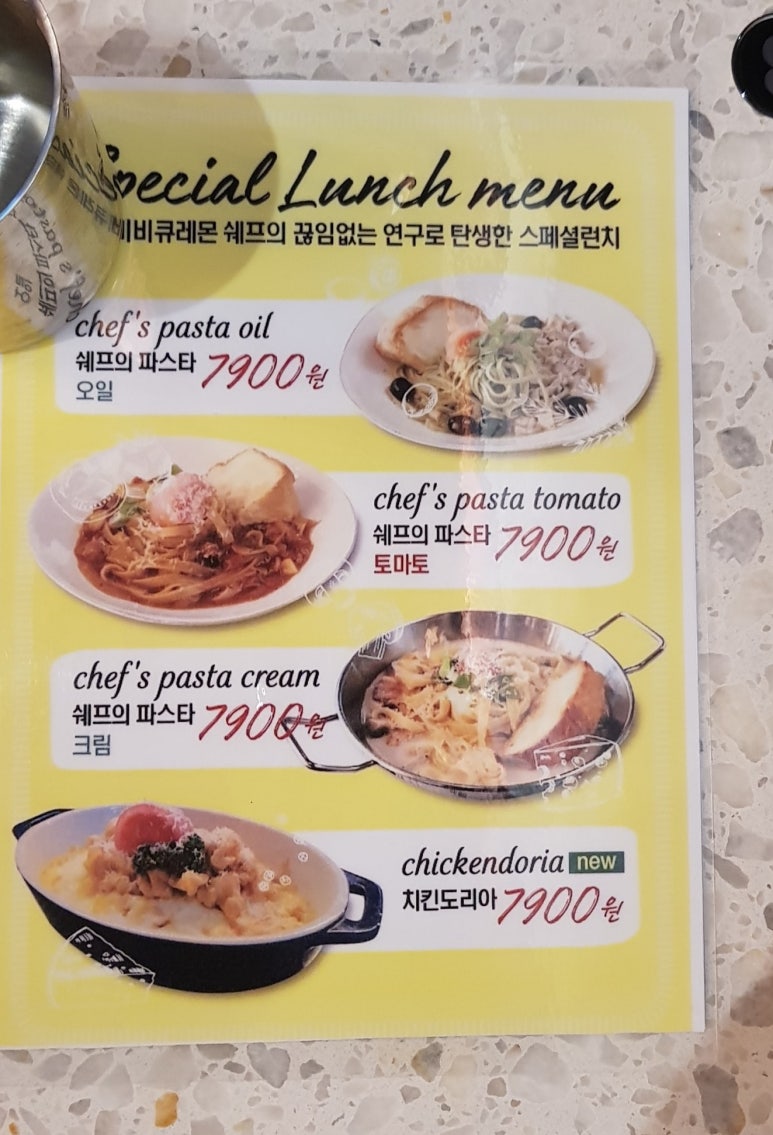 Special Lunch menu
비비큐레몬 쉐프의 끊임없는 연구로 탄생한 스페셜런치
chef's pasta oil
쉐프의 파스타 7900원
오일
chef's pasta tomato
쉐프의 파스타 7900원
토마토
chef's pasta cream
쉐프의 파스타 7900원
크림
chickendoria new
치킨도리아 7900원